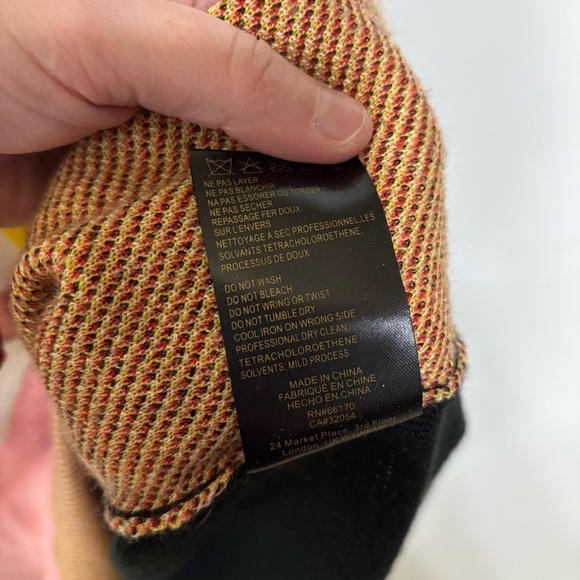 NE PAS LAVER
NE PAS BLANCHIR
NA PAS ESSORER OU TORDER
NE PAS SECHER
REPASSAGE FER DOUX
SUR L'ENVERS
NETTOYAGE À SEC PROFESSIONNEL.LES
SOLVANTS TETRACHOLOROETHENE.
PROCESSUS DE DOUX
DO NOT WASH
DO NOT BLEACH
DO NOT WRING OR TWIST
DO NOT TUMBLE DRY
COOL IRON ON WRONG SIDE
PROFESSIONAL DRY CLEAN
TETRACHOLOROETHENE
SOLVENTS, MILD PROCESS
MADE IN CHINA
FABRIQUÉ EN CHINE
HECHO EN.CHINA
RN#66170
CA#32054
24 Market Place, 3rd Floor
London,